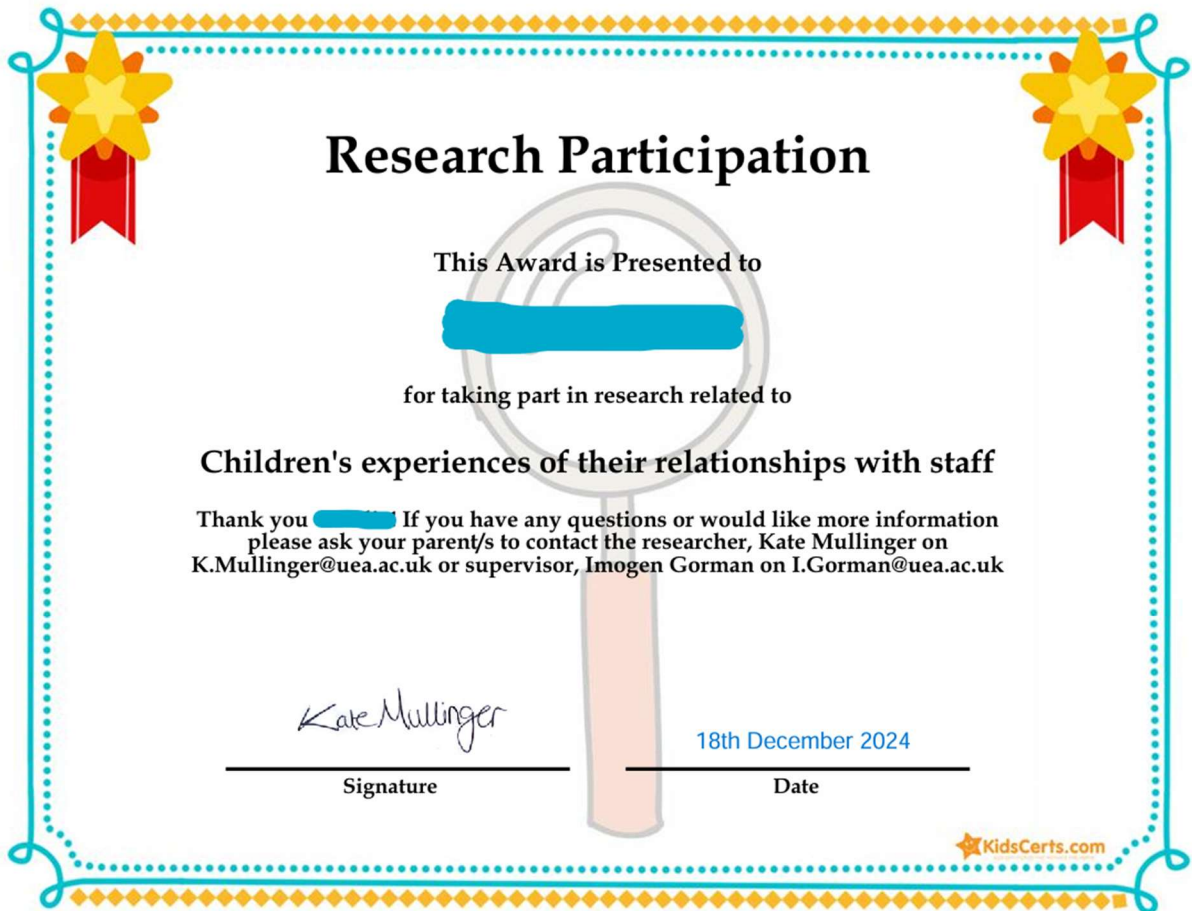 Research Participation
This Award is Presented to
for taking part in research related to
Children's experiences of their relationships with staff
Thank you If you have any questions or would like more information
please ask your parent/s to contact the researcher, Kate Mullinger on
K.Mullinger@uea.ac.uk or supervisor, Imogen Gorman on I.Gorman@uea.ac.uk
Kate Mullinger
18th December 2024
Signature
Date
KidsCerts.com